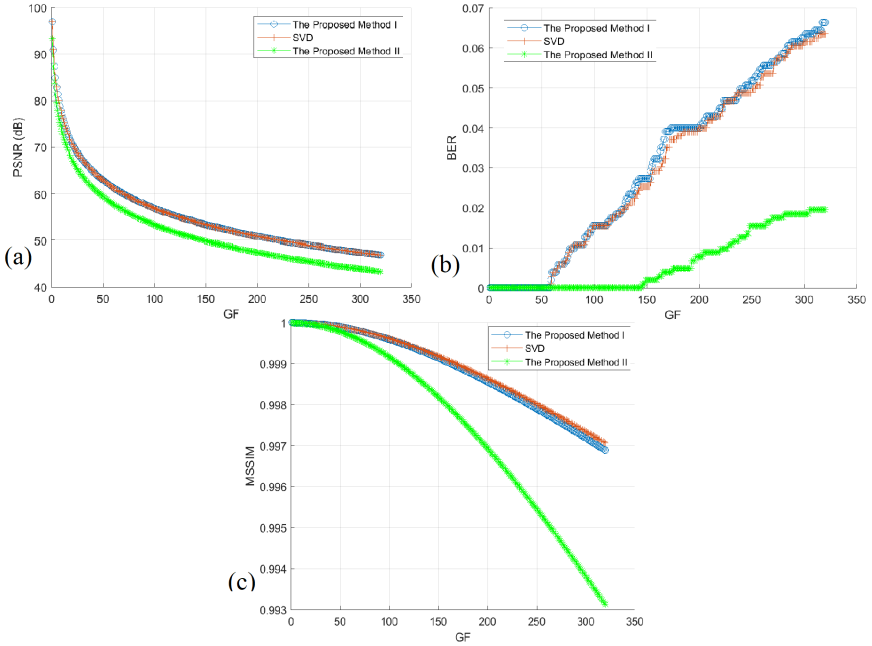 100
90
80
70
60
50
40
PSNR (dB)
0 50 100 150 200 250 300 350
GF
The Proposed Method I
SVD
The Proposed Method II
(a)
0.07
0.06
0.05
0.04
0.03
0.02
0.01
0
BER
0 50 100 150 200 250 300 350
GF
The Proposed Method I
SVD
The Proposed Method II
(b)
1
0.999
0.998
0.997
0.996
0.995
0.994
0.993
MSSIM
0 50 100 150 200 250 300 350
GF
The Proposed Method I
SVD
The Proposed Method II
(c)